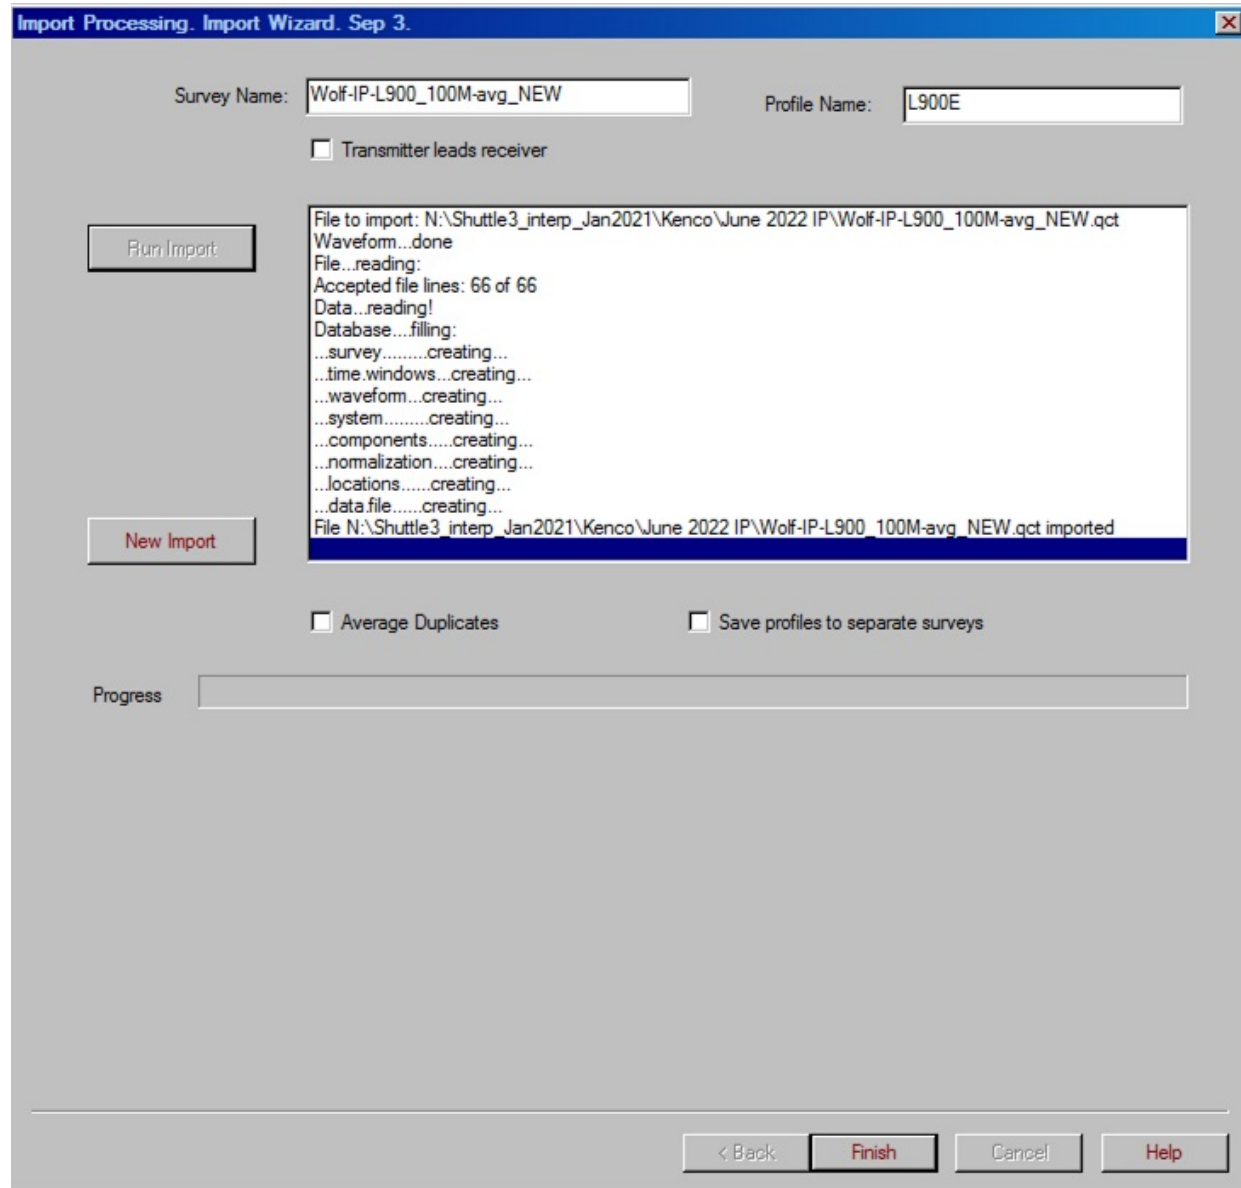 Import Processing. Import Wizard. Sep 3.
Survey Name: Wolf-IP-L900_100M-avg_NEW Profile Name: L900E
Transmitter leads receiver
Run Import
File to import: N:\Shuttle3_interp_Jan2021\Kenco\June 2022 IP\Wolf-IP-L900_100M-avg_NEW.qct
Waveform...done
File...reading:
Accepted file lines: 66 of 66
Data...reading!
Database....filling:
...survey.........creating...
...time.windows...creating...
...waveform...creating...
...system.........creating...
...components.....creating...
...normalization....creating...
...locations......creating...
...data.file......creating...
File N:\Shuttle3_interp_Jan2021\Kenco\June 2022 IP\Wolf-IP-L900_100M-avg_NEW.qct imported
New Import
Average Duplicates Save profiles to separate surveys
Progress
< Back Finish Cancel Help